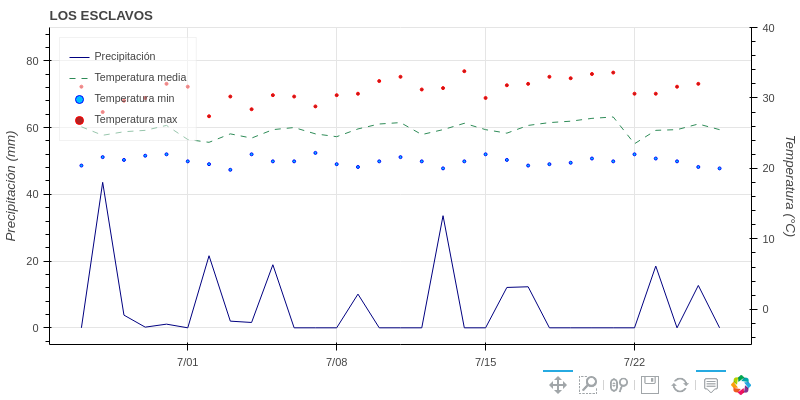 LOS ESCLAVOS
Precipitación
Temperatura media
Temperatura min
Temperatura max
Precipitación (mm)
80
60
40
20
0
40
30
20
10
0
Temperatura (°C)
7/01
7/08
7/15
7/22